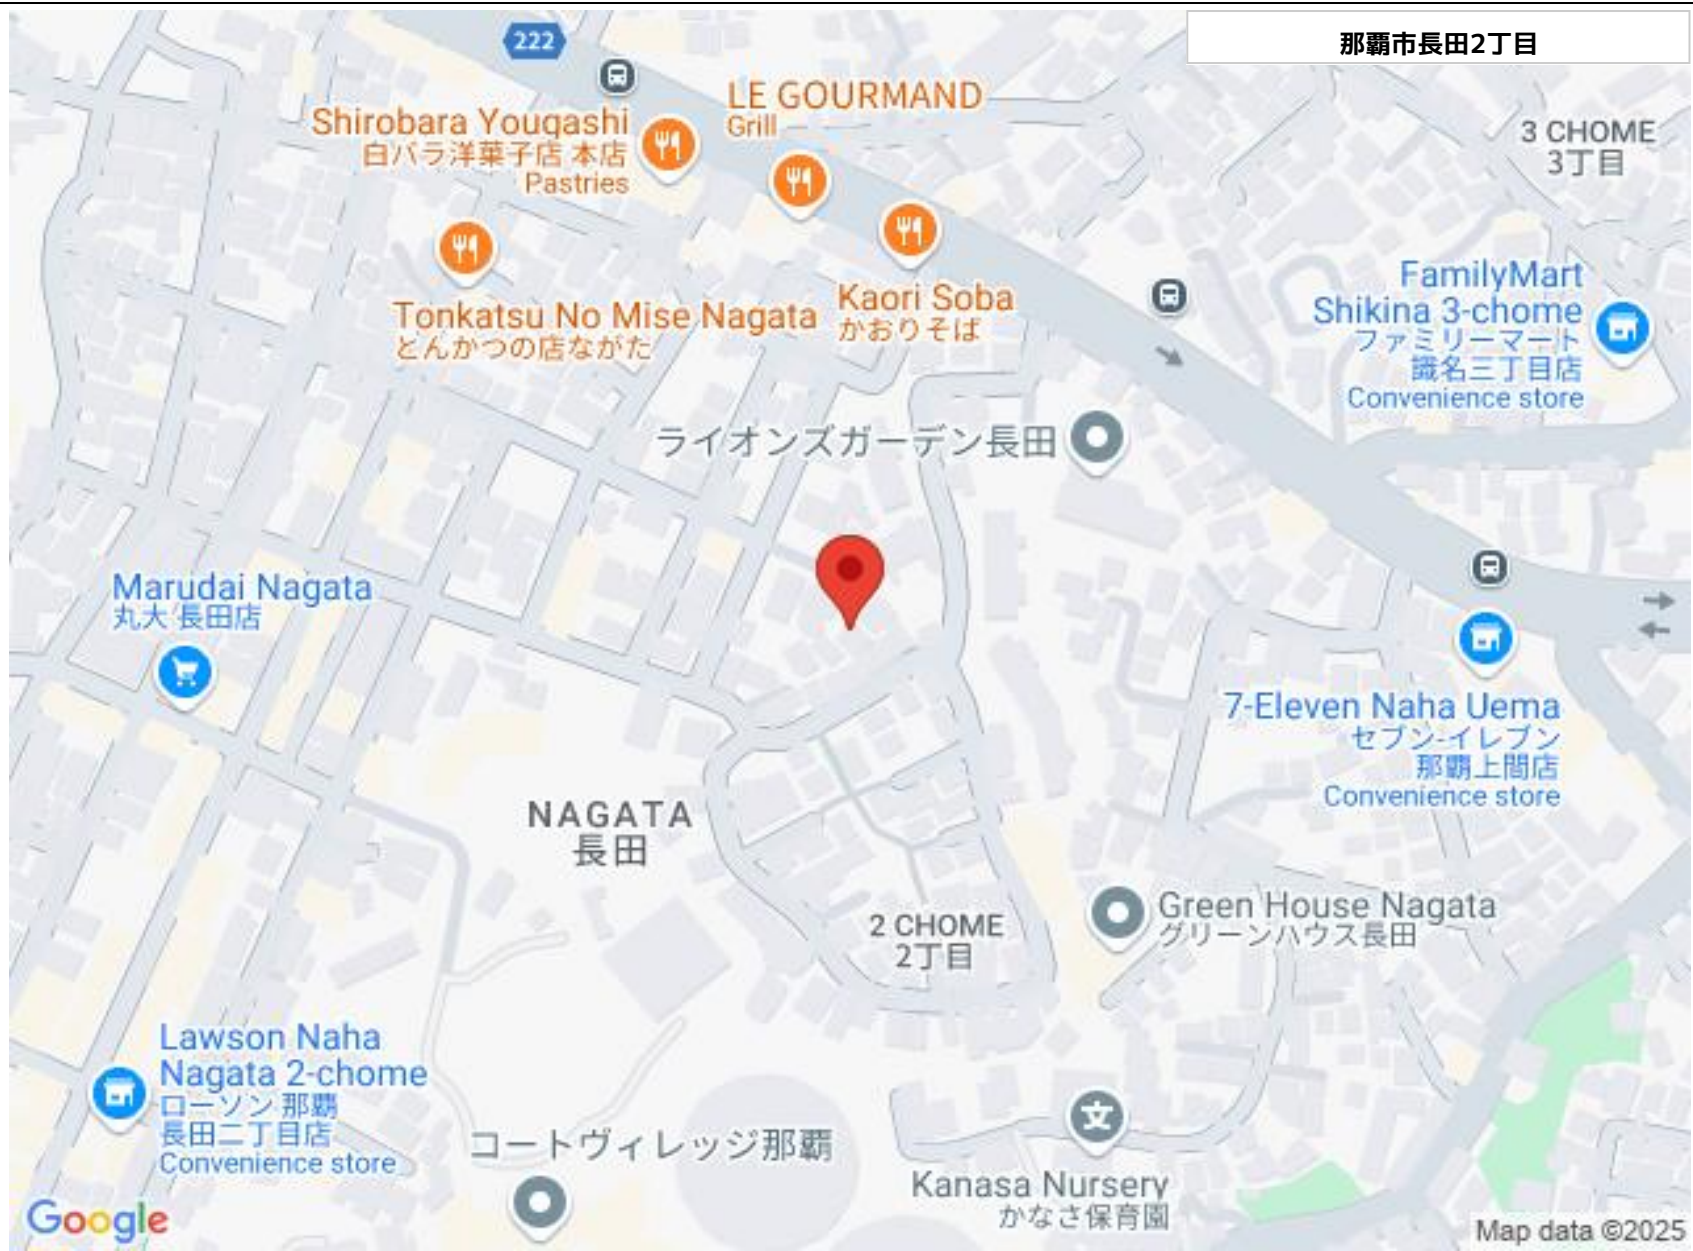 那覇市長田2丁目
222
LE GOURMAND
Grill
Shirobara Yougashi
白バラ洋菓子店 本店
Pastries
3 CHOME
3丁目
Tonkatsu No Mise Nagata
とんかつの店ながた
Kaori Soba
かおりそば
FamilyMart
Shikina 3-chome
ファミリーマート
識名三丁目店
Convenience store
ライオンズガーデン長田
Marudai Nagata
丸大 長田店
7-Eleven Naha Uema
セブン-イレブン
那覇上間店
Convenience store
NAGATA
長田
2 CHOME
2丁目
Green House Nagata
グリーンハウス長田
Lawson Naha
Nagata 2-chome
ローソン 那覇
長田二丁目店
Convenience store
コートヴィレッジ那覇
文
Kanasa Nursery
かなさ保育園
Google
Map data ©2025